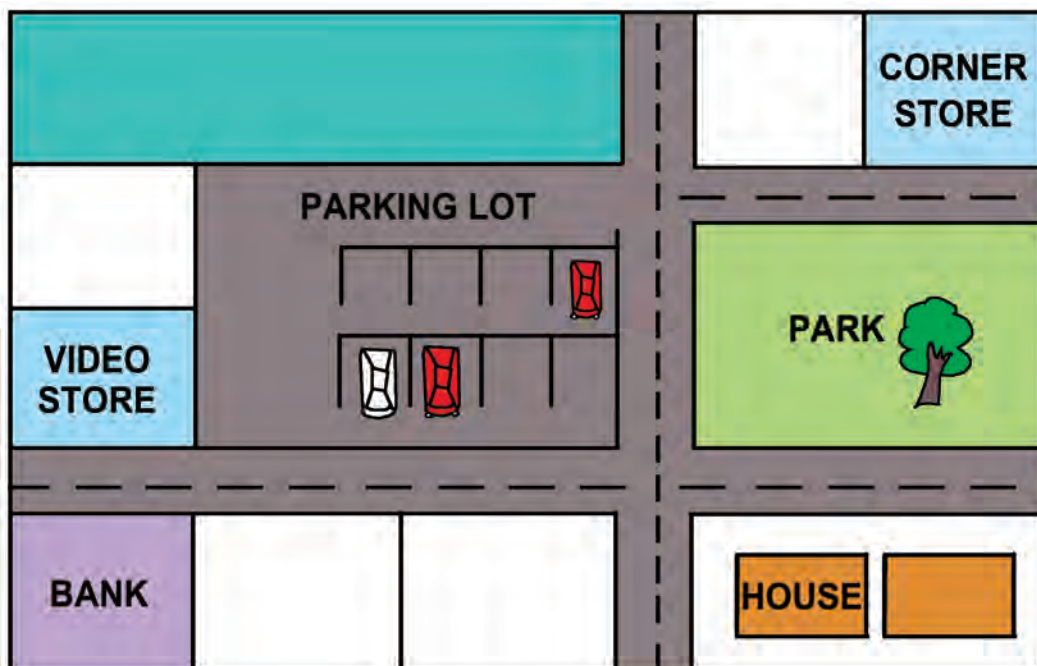 CORNER
STORE
PARKING LOT
PARK
VIDEO
STORE
BANK
HOUSE